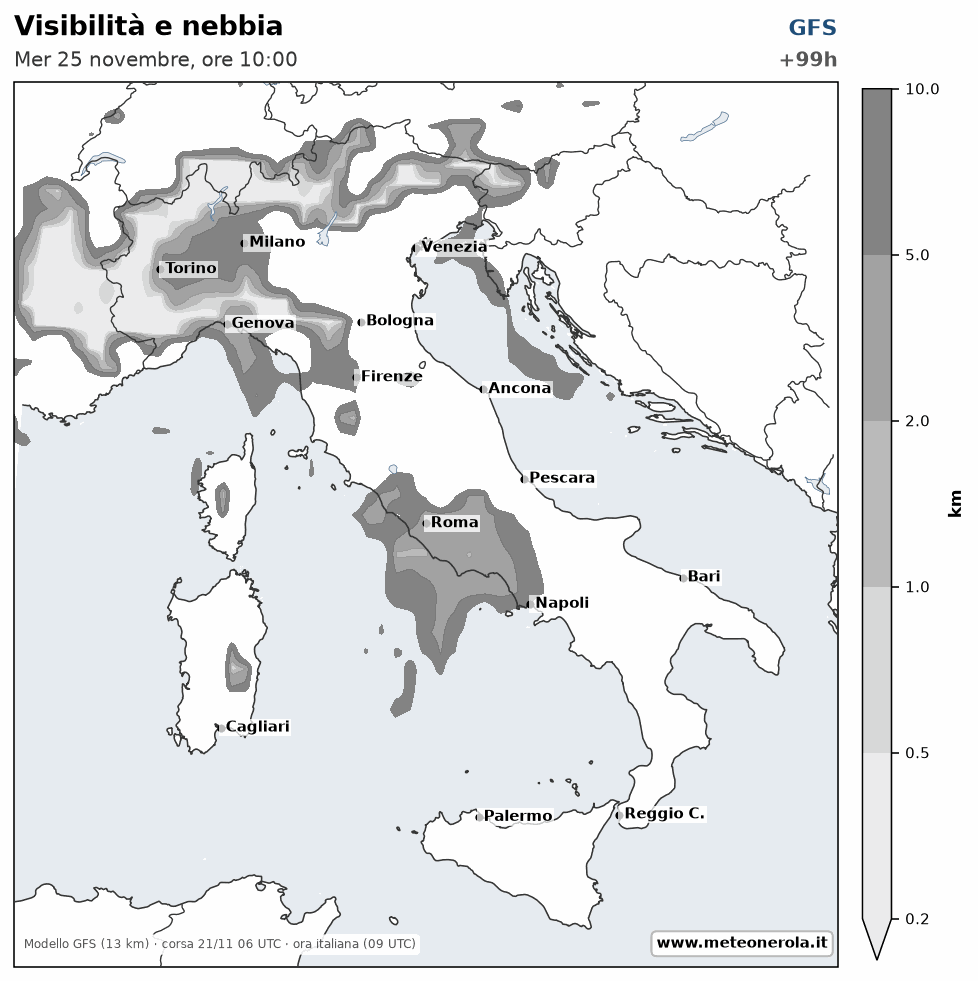 Visibilità e nebbia
GFS
Mer 25 novembre, ore 10:00
+99h
10.0
5.0
2.0
1.0
0.5
0.2
km
Milano
Venezia
Torino
Genova
Bologna
Firenze
Ancona
Pescara
Roma
Bari
Napoli
Cagliari
Palermo
Reggio C.
Modello GFS (13 km) · corsa 21/11 06 UTC · ora italiana (09 UTC)
www.meteonerola.it